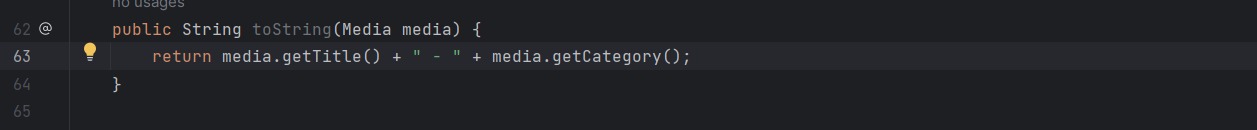 no usages
62 @ public String toString(Media media) {
63 return media.getTitle() + " - " + media.getCategory();
64 }
65